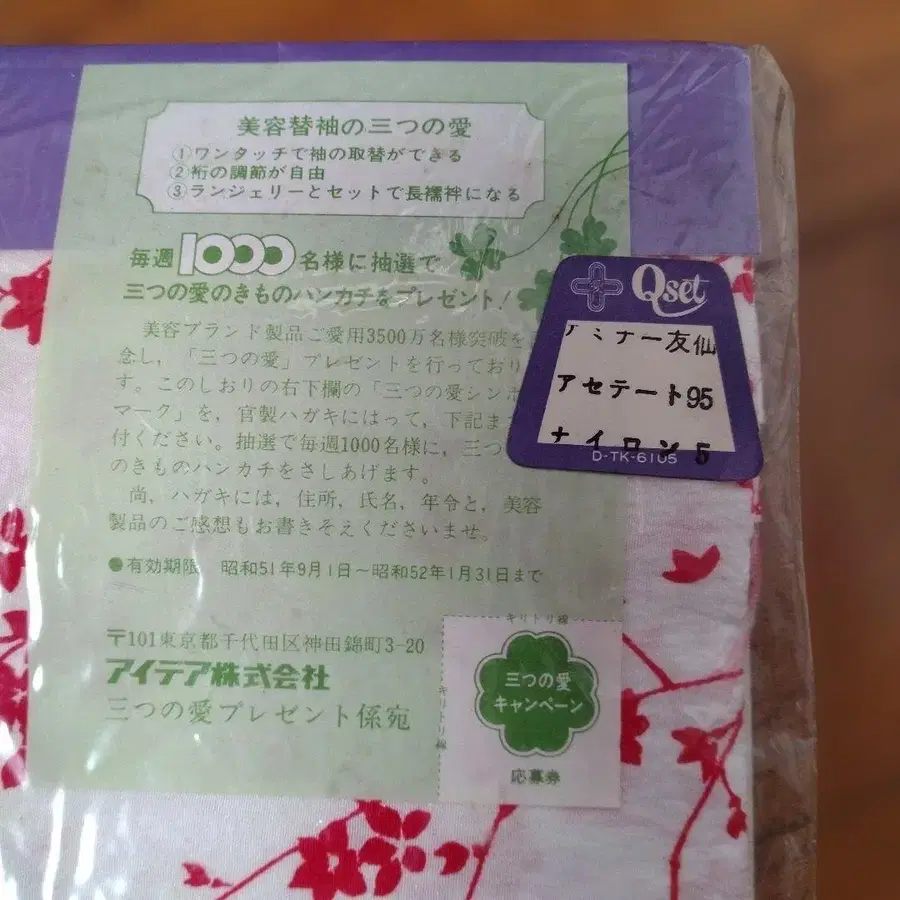 美容替袖の三つの愛
①ワンタッチで袖の取替ができる
②裄の調節が自由
③ランジェリーとセットで長襦袢になる
毎週1000名様に抽選で
三つの愛のきものハンカチをプレゼント!
美容ブランド製品ご愛用3500万名様突破を
念し,「三つの愛」プレゼントを行っており
す。このしおりの右下欄の「三つの愛シンボ
マーク」を,官製ハガキにはって,下記ま
付ください。抽選で毎週1000名様に,三つ
のきものハンカチをさしあげます。
尚,ハガキには,住所,氏名,年令と,美容
製品のご感想もお書きそえくださいませ。
●有効期限 昭和51年9月1日〜昭和52年1月31日まで
〒101東京都千代田区神田錦町3-20
アイデア株式会社
三つの愛プレゼント係宛
キリトリ線
キリトリ線
三つの愛
キャンペーン
応募券
Qset
ミナー友仙
アセテート95
ナイロン 5
D-TK-6105